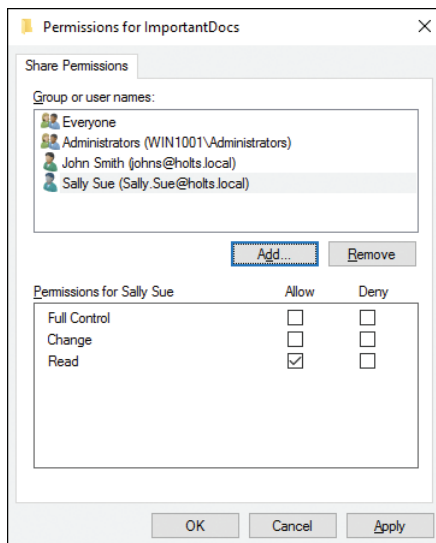 Permissions for ImportantDocs
Share Permissions
Group or user names:
Everyone
Administrators (WIN1001\Administrators)
John Smith (johns@holts.local)
Sally Sue (Sally.Sue@holts.local)
Add...
Remove
Permissions for Sally Sue Allow Deny
Full Control
Change
Read
OK Cancel Apply